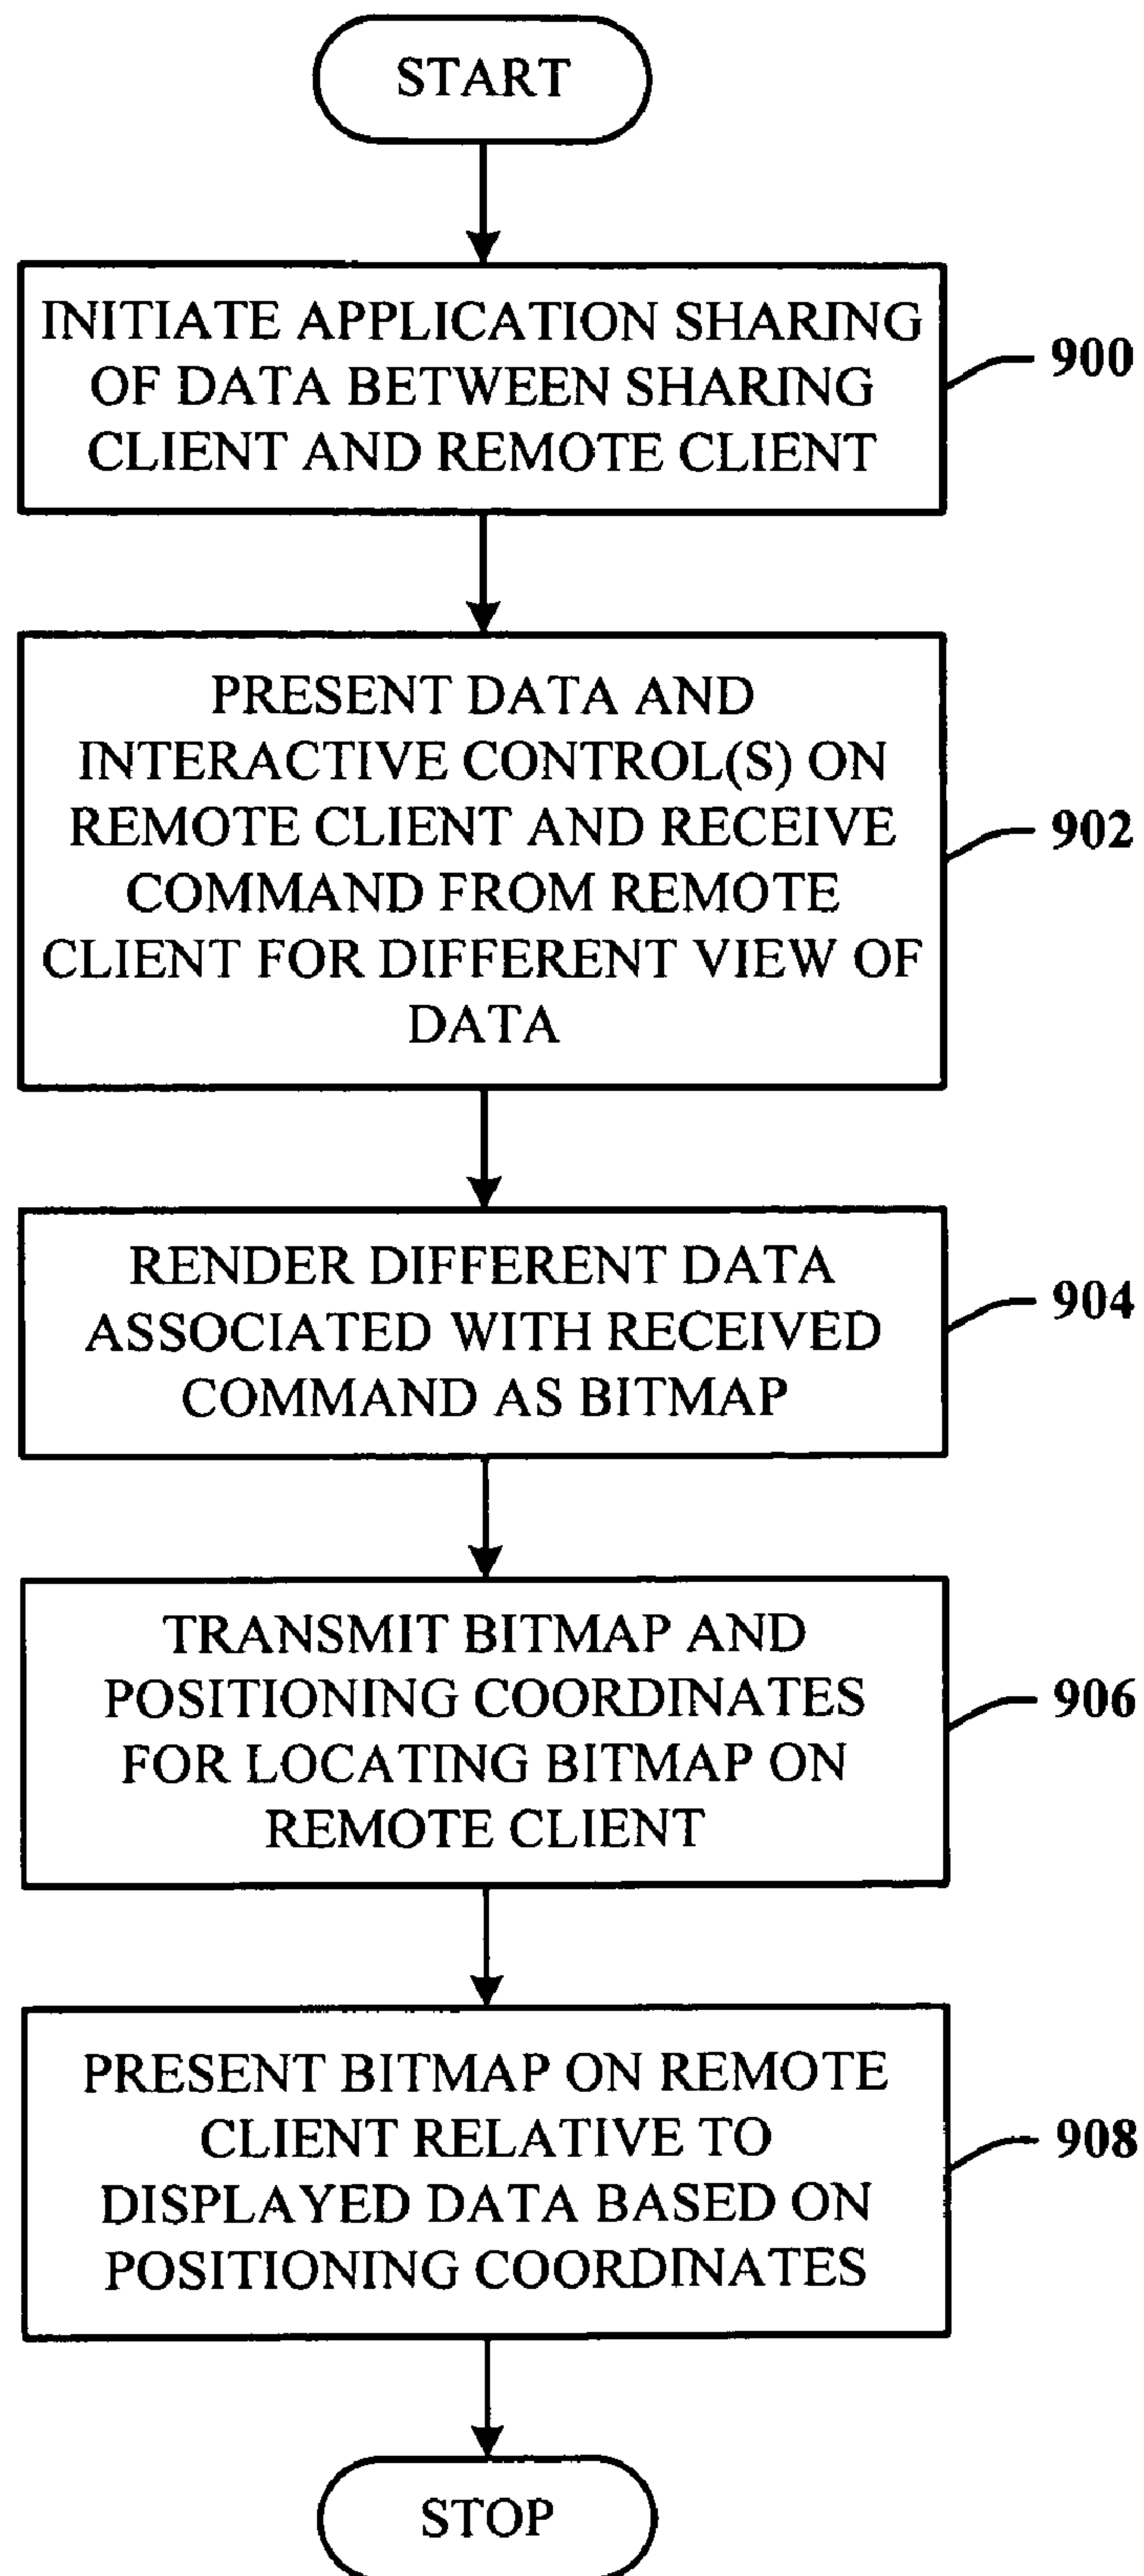 START
INITIATE APPLICATION SHARING
OF DATA BETWEEN SHARING
CLIENT AND REMOTE CLIENT
900
PRESENT DATA AND
INTERACTIVE CONTROL(S) ON
REMOTE CLIENT AND RECEIVE
COMMAND FROM REMOTE
CLIENT FOR DIFFERENT VIEW OF
DATA
902
RENDER DIFFERENT DATA
ASSOCIATED WITH RECEIVED
COMMAND AS BITMAP
904
TRANSMIT BITMAP AND
POSITIONING COORDINATES
FOR LOCATING BITMAP ON
REMOTE CLIENT
906
PRESENT BITMAP ON REMOTE
CLIENT RELATIVE TO
DISPLAYED DATA BASED ON
POSITIONING COORDINATES
908
STOP